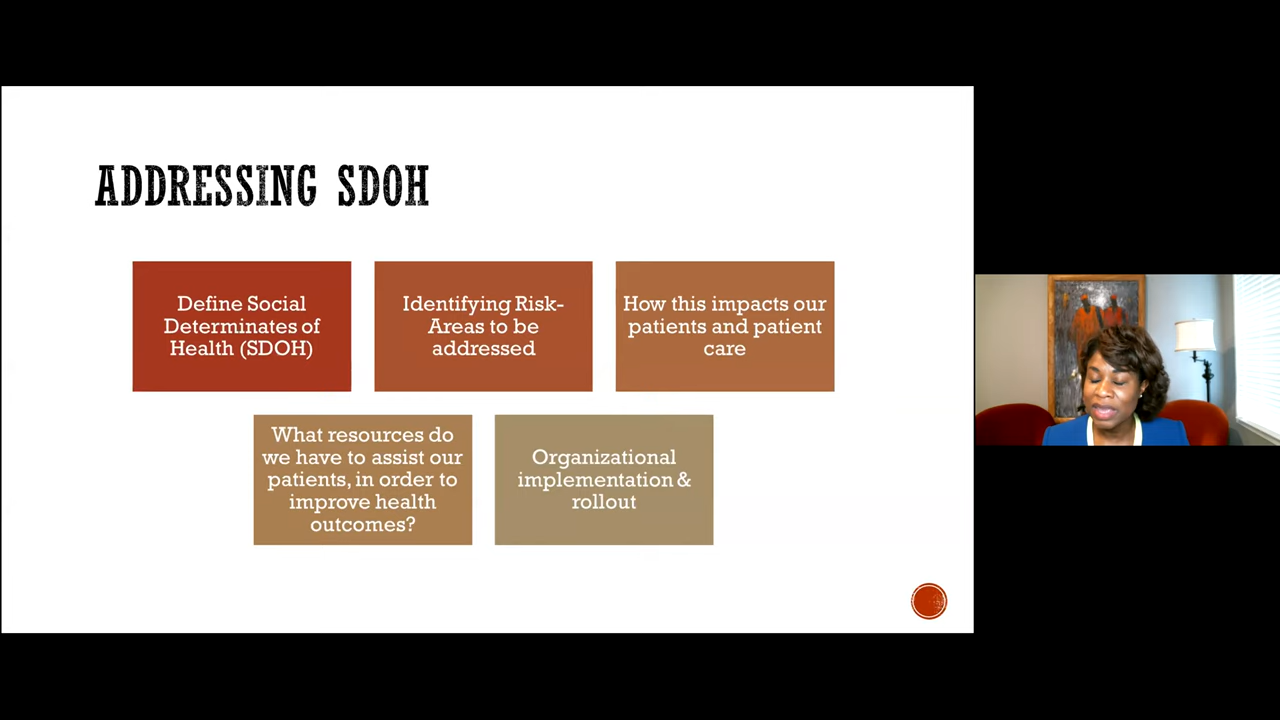 ADDRESSING SDOH
Define Social
Determinates of
Health (SDOH)
Identifying Risk-
Areas to be
addressed
How this impacts our
patients and patient
care
What resources do
we have to assist our
patients, in order to
improve health
outcomes?
Organizational
implementation &
rollout